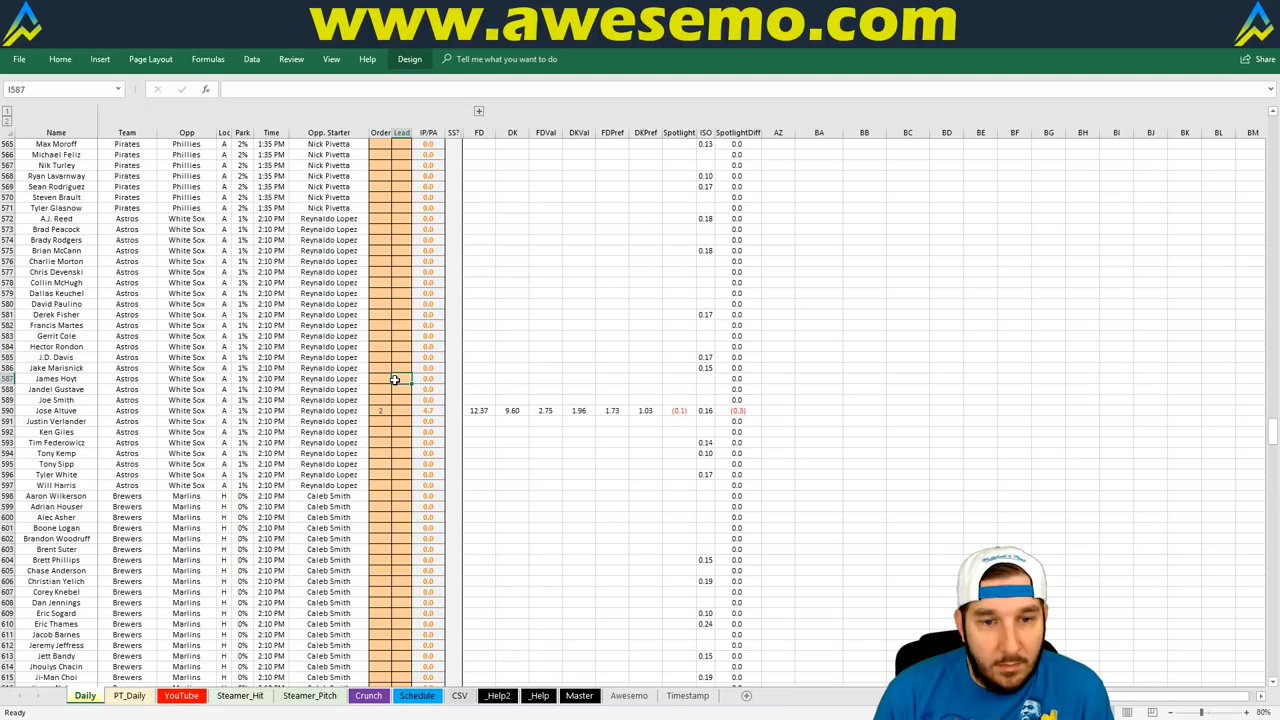 www.awesemo.com
File Home Insert Page Layout Formulas Data Review View Help Design Tell me what you want to do Share
I587
1
2
Name Team Opp Loc Park Time Opp. Starter Order Lead IP/PA SS? FD DK FDVal DKVal FDPref DKPref Spotlight ISO SpotlightDiff AZ BA BB BC BD BE BF BG BH BI BJ BK BL BM
565 Max Moroff Pirates Phillies A 2% 1:35 PM Nick Pivetta 0.0 0.13 0.0
566 Michael Feliz Pirates Phillies A 2% 1:35 PM Nick Pivetta 0.0 0.0
567 Nik Turley Pirates Phillies A 2% 1:35 PM Nick Pivetta 0.0 0.0
568 Ryan Lavarnway Pirates Phillies A 2% 1:35 PM Nick Pivetta 0.0 0.10 0.0
569 Sean Rodriguez Pirates Phillies A 2% 1:35 PM Nick Pivetta 0.0 0.17 0.0
570 Steven Brault Pirates Phillies A 2% 1:35 PM Nick Pivetta 0.0 0.0
571 Tyler Glasnow Pirates Phillies A 2% 1:35 PM Nick Pivetta 0.0 0.0
572 A.J. Reed Astros White Sox A 1% 2:10 PM Reynaldo Lopez 0.0 0.18 0.0
573 Brad Peacock Astros White Sox A 1% 2:10 PM Reynaldo Lopez 0.0 0.0
574 Brady Rodgers Astros White Sox A 1% 2:10 PM Reynaldo Lopez 0.0 0.0
575 Brian McCann Astros White Sox A 1% 2:10 PM Reynaldo Lopez 0.0 0.18 0.0
576 Charlie Morton Astros White Sox A 1% 2:10 PM Reynaldo Lopez 0.0 0.0
577 Chris Devenski Astros White Sox A 1% 2:10 PM Reynaldo Lopez 0.0 0.0
578 Collin McHugh Astros White Sox A 1% 2:10 PM Reynaldo Lopez 0.0 0.0
579 Dallas Keuchel Astros White Sox A 1% 2:10 PM Reynaldo Lopez 0.0 0.0
580 David Paulino Astros White Sox A 1% 2:10 PM Reynaldo Lopez 0.0 0.0
581 Derek Fisher Astros White Sox A 1% 2:10 PM Reynaldo Lopez 0.0 0.17 0.0
582 Francis Martes Astros White Sox A 1% 2:10 PM Reynaldo Lopez 0.0 0.0
583 Gerrit Cole Astros White Sox A 1% 2:10 PM Reynaldo Lopez 0.0 0.0
584 Hector Rondon Astros White Sox A 1% 2:10 PM Reynaldo Lopez 0.0 0.0
585 J.D. Davis Astros White Sox A 1% 2:10 PM Reynaldo Lopez 0.0 0.17 0.0
586 Jake Marisnick Astros White Sox A 1% 2:10 PM Reynaldo Lopez 0.0 0.15 0.0
587 James Hoyt Astros White Sox A 1% 2:10 PM Reynaldo Lopez 0.0 0.0
588 Jandel Gustave Astros White Sox A 1% 2:10 PM Reynaldo Lopez 0.0 0.0
589 Joe Smith Astros White Sox A 1% 2:10 PM Reynaldo Lopez 0.0 0.0
590 Jose Altuve Astros White Sox A 1% 2:10 PM Reynaldo Lopez 2 4.7 12.37 9.60 2.75 1.96 1.73 1.03 (0.1) 0.16 (0.3)
591 Justin Verlander Astros White Sox A 1% 2:10 PM Reynaldo Lopez 0.0 0.0
592 Ken Giles Astros White Sox A 1% 2:10 PM Reynaldo Lopez 0.0 0.0
593 Tim Federowicz Astros White Sox A 1% 2:10 PM Reynaldo Lopez 0.0 0.14 0.0
594 Tony Kemp Astros White Sox A 1% 2:10 PM Reynaldo Lopez 0.0 0.10 0.0
595 Tony Sipp Astros White Sox A 1% 2:10 PM Reynaldo Lopez 0.0 0.0
596 Tyler White Astros White Sox A 1% 2:10 PM Reynaldo Lopez 0.0 0.17 0.0
597 Will Harris Astros White Sox A 1% 2:10 PM Reynaldo Lopez 0.0 0.0
598 Aaron Wilkerson Brewers Marlins H 0% 2:10 PM Caleb Smith 0.0 0.0
599 Adrian Houser Brewers Marlins H 0% 2:10 PM Caleb Smith 0.0 0.0
600 Alec Asher Brewers Marlins H 0% 2:10 PM Caleb Smith 0.0 0.0
601 Boone Logan Brewers Marlins H 0% 2:10 PM Caleb Smith 0.0 0.0
602 Brandon Woodruff Brewers Marlins H 0% 2:10 PM Caleb Smith 0.0 0.0
603 Brent Suter Brewers Marlins H 0% 2:10 PM Caleb Smith 0.0 0.0
604 Brett Phillips Brewers Marlins H 0% 2:10 PM Caleb Smith 0.0 0.15 0.0
605 Chase Anderson Brewers Marlins H 0% 2:10 PM Caleb Smith 0.0 0.0
606 Christian Yelich Brewers Marlins H 0% 2:10 PM Caleb Smith 0.0 0.19 0.0
607 Corey Knebel Brewers Marlins H 0% 2:10 PM Caleb Smith 0.0 0.0
608 Dan Jennings Brewers Marlins H 0% 2:10 PM Caleb Smith 0.0 0.0
609 Eric Sogard Brewers Marlins H 0% 2:10 PM Caleb Smith 0.0 0.10 0.0
610 Eric Thames Brewers Marlins H 0% 2:10 PM Caleb Smith 0.0 0.24 0.0
611 Jacob Barnes Brewers Marlins H 0% 2:10 PM Caleb Smith 0.0 0.0
612 Jeremy Jeffress Brewers Marlins H 0% 2:10 PM Caleb Smith 0.0 0.0
613 Jett Bandy Brewers Marlins H 0% 2:10 PM Caleb Smith 0.0 0.15 0.0
614 Jhoulys Chacin Brewers Marlins H 0% 2:10 PM Caleb Smith 0.0 0.0
615 Ji-Man Choi Brewers Marlins H 0% 2:10 PM Caleb Smith 0.0 0.19 0.0
Daily PT_Daily YouTube Steamer_Hit Steamer_Pitch Crunch Schedule CSV _Help2 _Help Master Awesemo Timestamp
Ready 80%